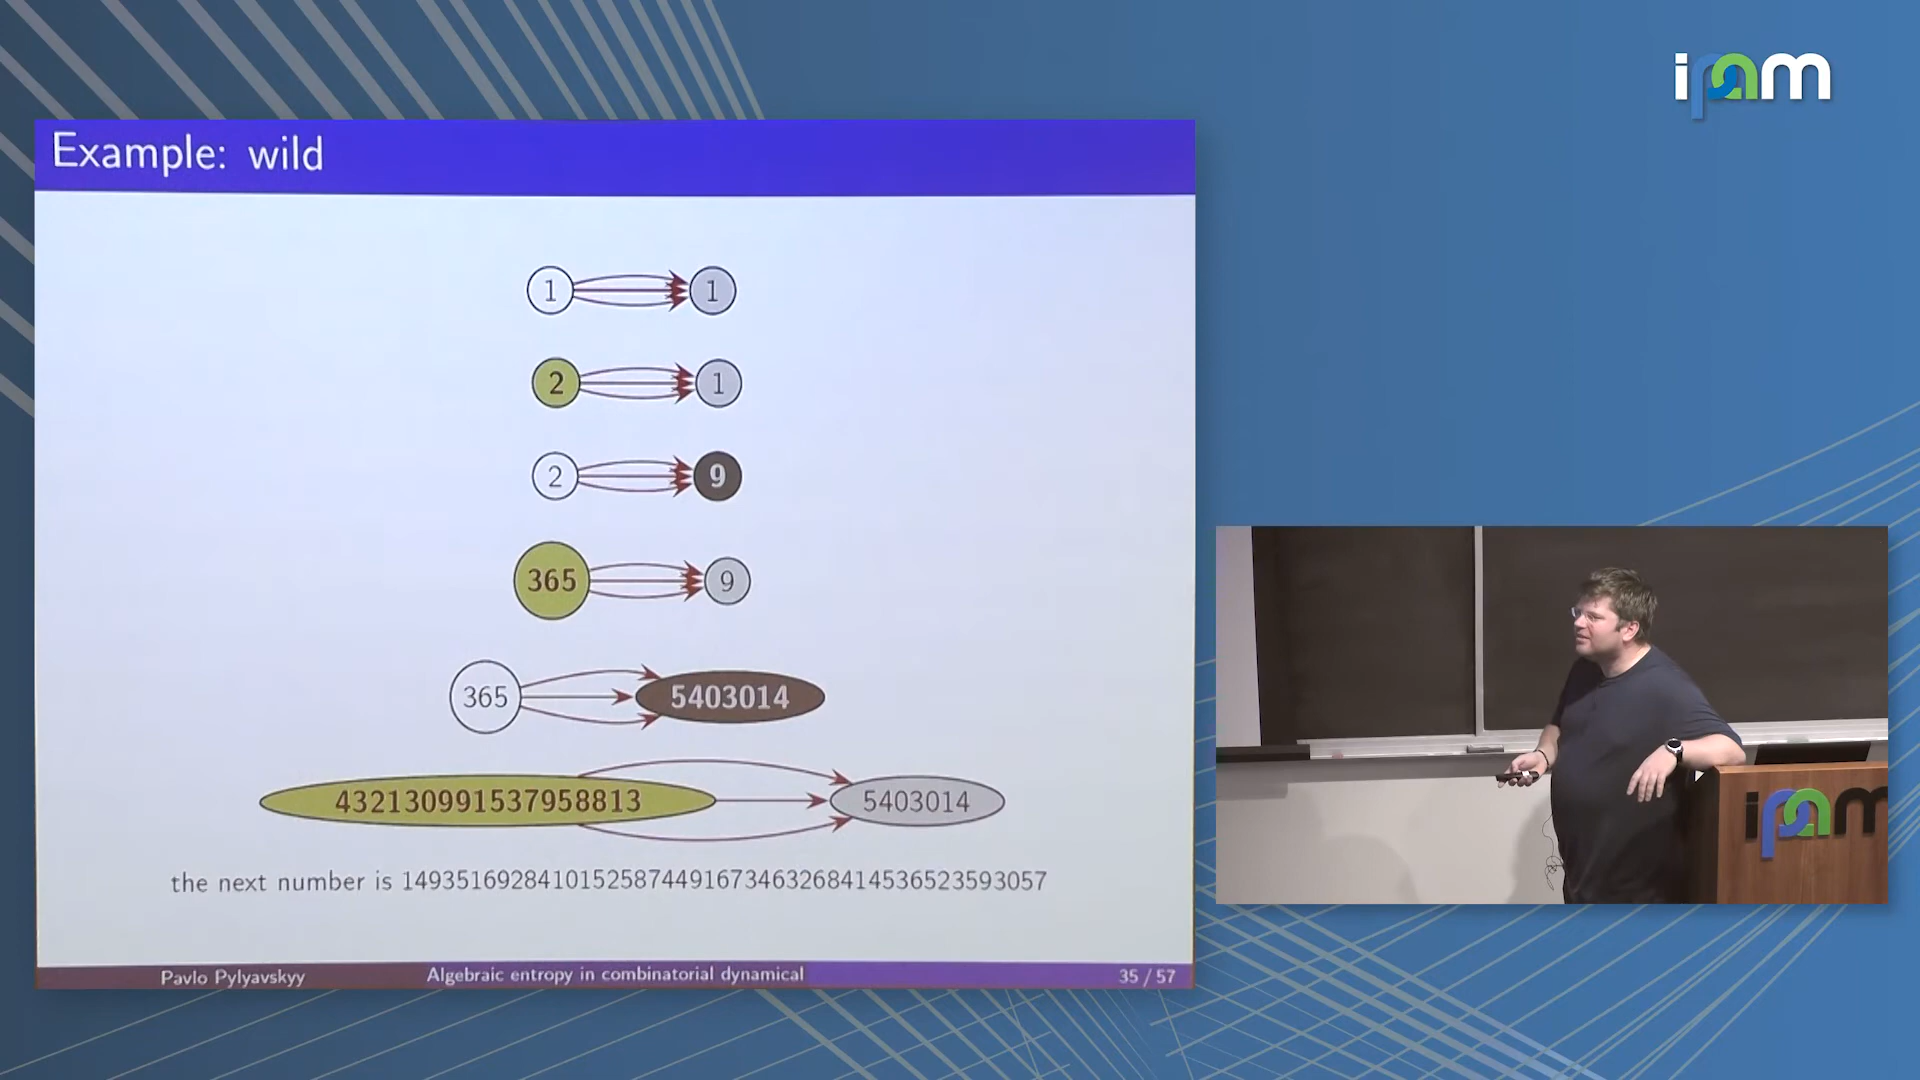 ipam
Example: wild
1 1
2 1
2 9
365 9
365 5403014
432130991537958813 5403014
the next number is 14935169284101525874491673463268414536523593057
Pavlo Pylyavskyy Algebraic entropy in combinatorial dynamical 35 / 57
ipam